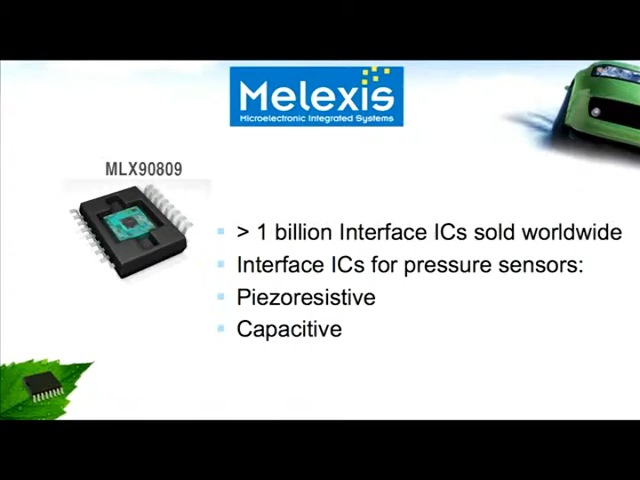 Melexis
Microelectronic Integrated Systems
MLX90809
> 1 billion Interface ICs sold worldwide
Interface ICs for pressure sensors:
Piezoresistive
Capacitive